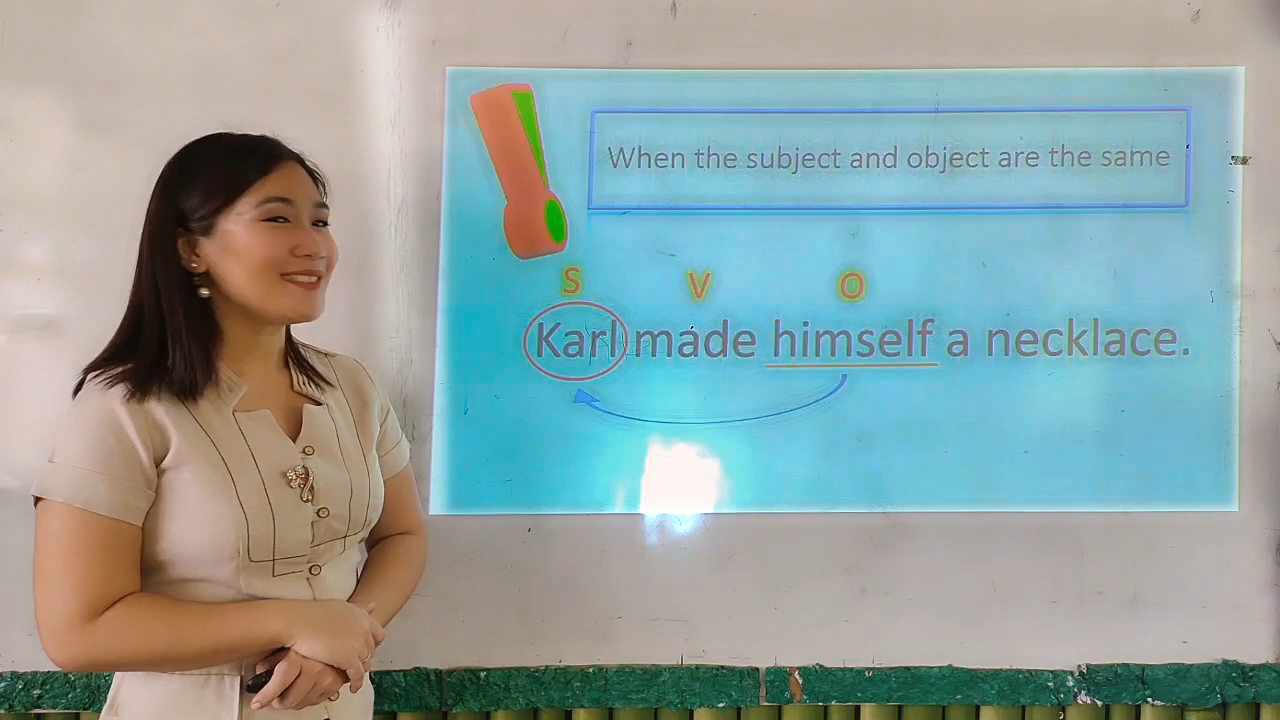 When the subject and object are the same
S V O
Karl made himself a necklace.